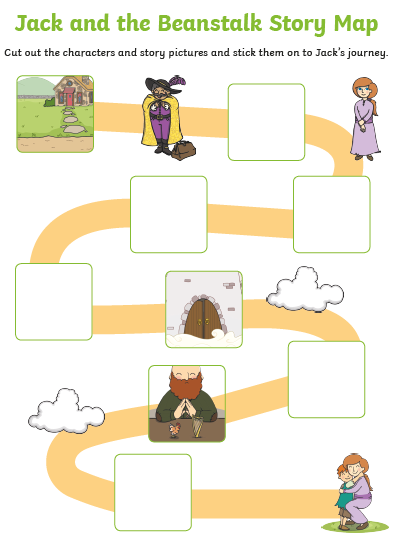 Jack and the Beanstalk Story Map
Cut out the characters and story pictures and stick them on to Jack's journey.